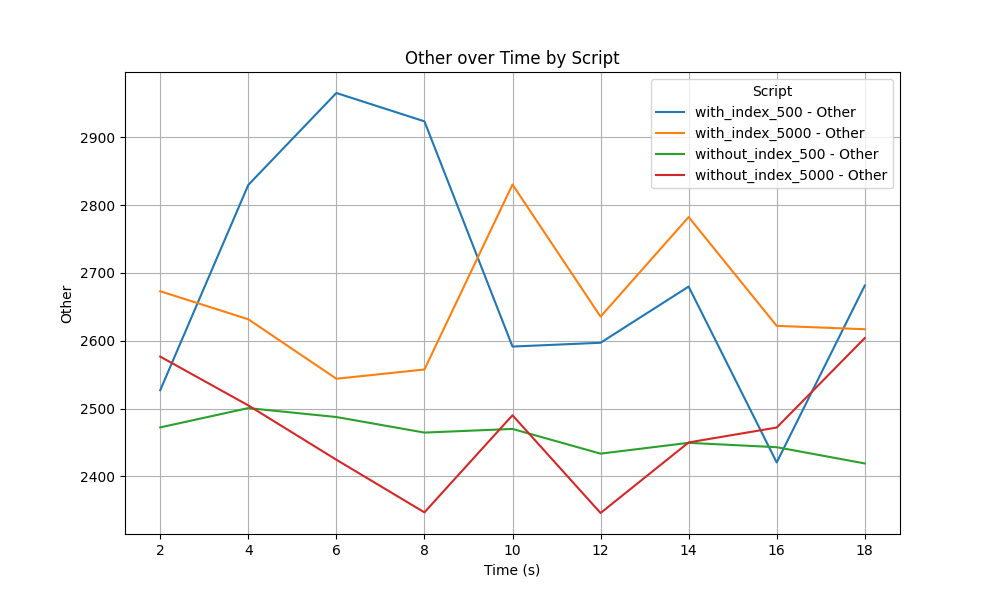 Other over Time by Script
Script
with_index_500 - Other
with_index_5000 - Other
without_index_500 - Other
without_index_5000 - Other
2900
2800
2700
2600
2500
2400
Other
2 4 6 8 10 12 14 16 18
Time (s)